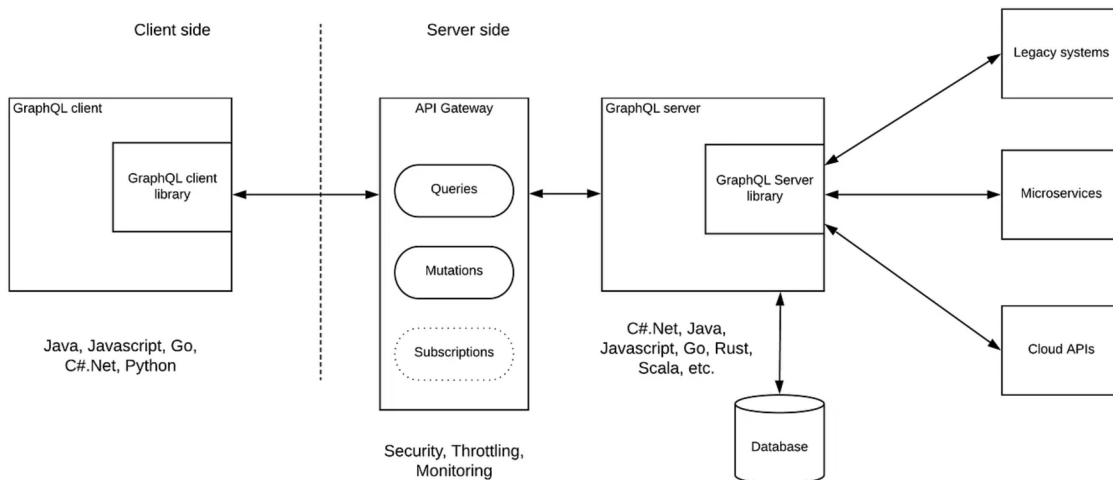 Client side
Server side
GraphQL client
GraphQL client
library
Java, Javascript, Go,
C#.Net, Python
API Gateway
Queries
Mutations
Subscriptions
Security, Throttling,
Monitoring
GraphQL server
GraphQL Server
library
C#.Net, Java,
Javascript, Go, Rust,
Scala, etc.
Database
Legacy systems
Microservices
Cloud APIs